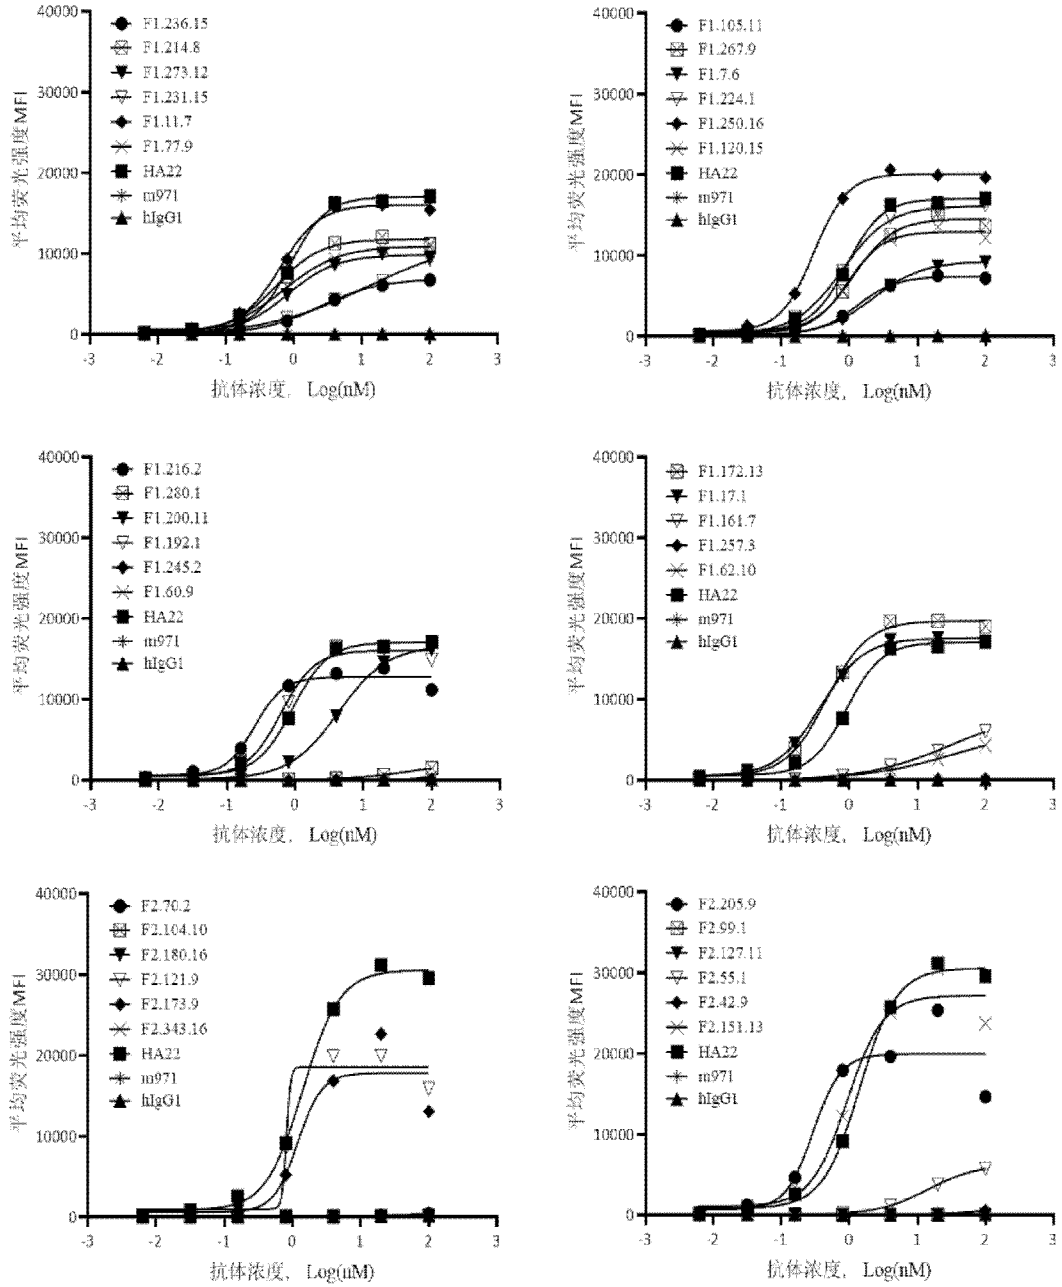 40000
30000
20000
10000
0
平均荧光强度MFI
F1.236.15
F1.214.8
F1.273.12
F1.231.15
F1.11.7
F1.77.9
HA22
m971
hIgG1
-3 -2 -1 0 1 2 3
抗体浓度, Log(nM)
40000
30000
20000
10000
0
平均荧光强度MFI
F1.105.11
F1.267.9
F1.7.6
F1.224.1
F1.250.16
F1.120.15
HA22
m971
hIgG1
-3 -2 -1 0 1 2 3
抗体浓度, Log(nM)
40000
30000
20000
10000
0
平均荧光强度MFI
F1.216.2
F1.280.1
F1.200.11
F1.192.1
F1.245.2
F1.60.9
HA22
m971
hIgG1
-3 -2 -1 0 1 2 3
抗体浓度, Log(nM)
40000
30000
20000
10000
0
平均荧光强度MFI
F1.172.13
F1.17.1
F1.161.7
F1.257.3
F1.62.10
HA22
m971
hIgG1
-3 -2 -1 0 1 2 3
抗体浓度, Log(nM)
40000
30000
20000
10000
0
平均荧光强度MFI
F2.70.2
F2.104.10
F2.180.16
F2.121.9
F2.173.9
F2.343.16
HA22
m971
hIgG1
-3 -2 -1 0 1 2 3
抗体浓度, Log(nM)
40000
30000
20000
10000
0
平均荧光强度MFI
F2.205.9
F2.99.1
F2.127.11
F2.55.1
F2.42.9
F2.151.13
HA22
m971
hIgG1
-3 -2 -1 0 1 2 3
抗体浓度, Log(nM)